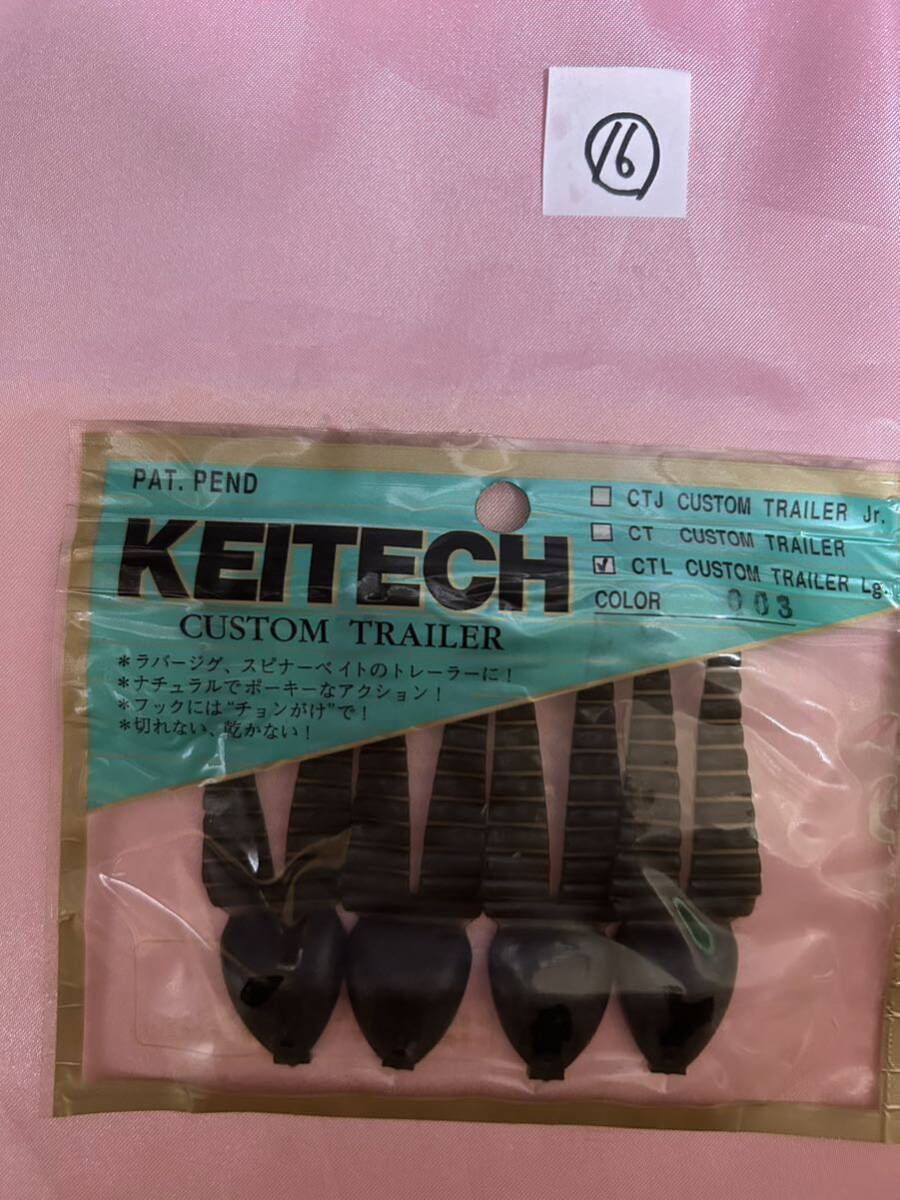 ⑯
PAT. PEND
KEITECH
CUSTOM TRAILER
□ CTJ CUSTOM TRAILER Jr.
□ CT CUSTOM TRAILER
☑ CTL CUSTOM TRAILER Lg.
COLOR 003
*ラバージグ、スピナーベイトのトレーラーに!
*ナチュラルでポーキーなアクション!
*フックには"チョンがけ"で!
*切れない、乾かない!